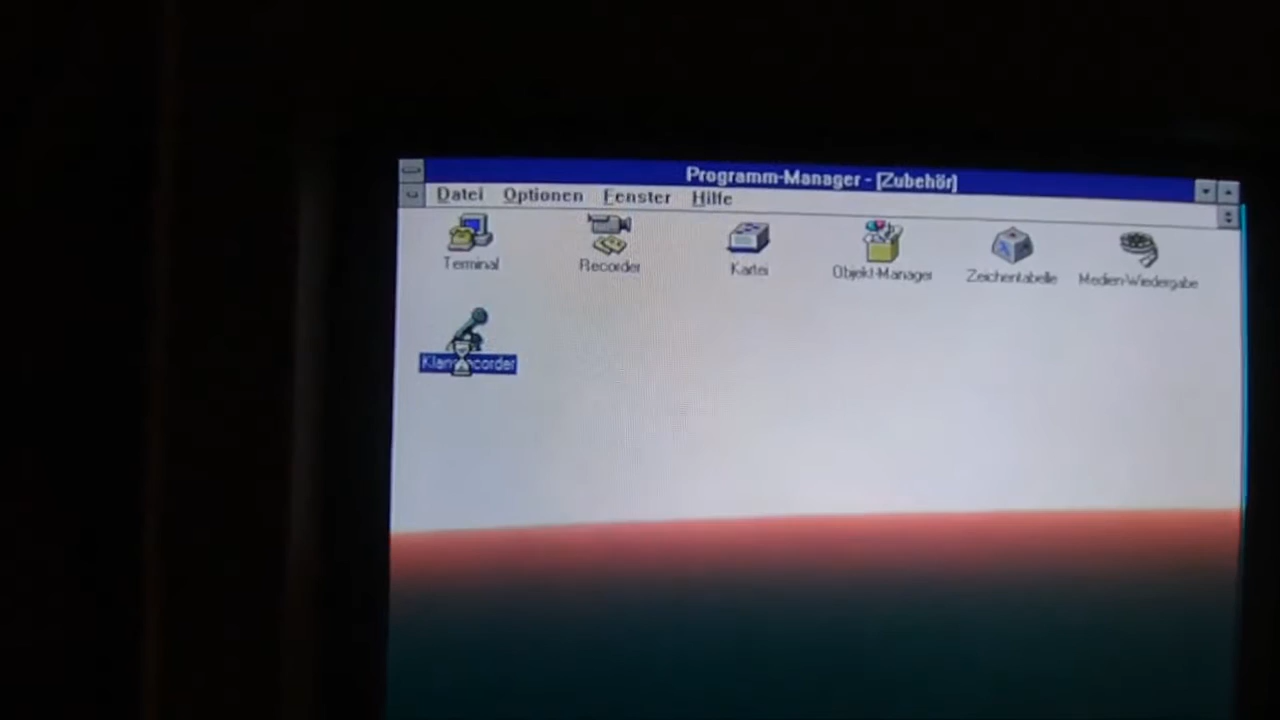 Programm-Manager - [Zubehör]
Datei Optionen Fenster Hilfe
Terminal Recorder Kartei Objekt-Manager Zeichentabelle Medien-Wiedergabe